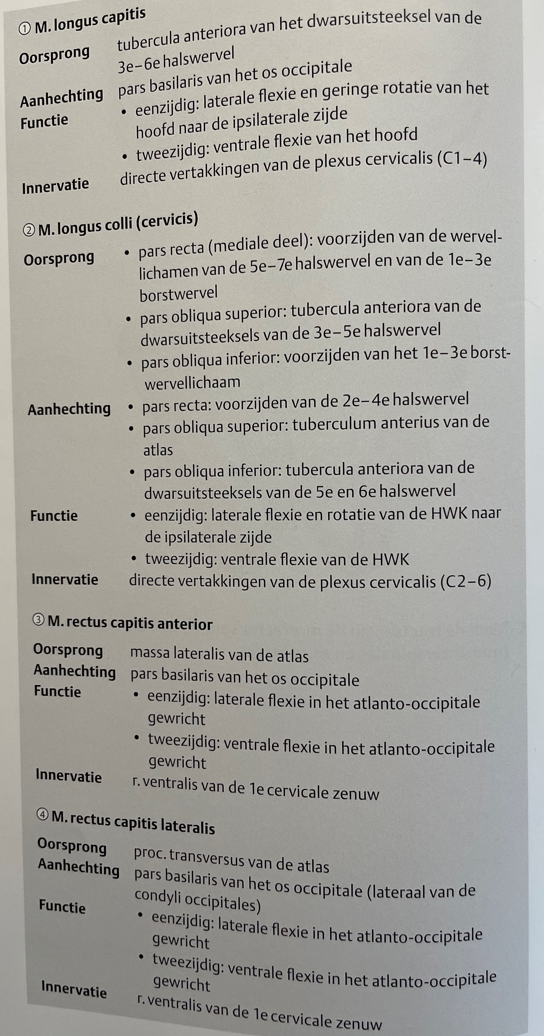 ① M. longus capitis
Oorsprong tubercula anteriora van het dwarsuitsteeksel van de
3e–6e halswervel
Aanhechting pars basilaris van het os occipitale
Functie • eenzijdig: laterale flexie en geringe rotatie van het
hoofd naar de ipsilaterale zijde
• tweezijdig: ventrale flexie van het hoofd
Innervatie directe vertakkingen van de plexus cervicalis (C1–4)
② M. longus colli (cervicis)
Oorsprong • pars recta (mediale deel): voorzijden van de wervel-
lichamen van de 5e–7e halswervel en van de 1e–3e
borstwervel
• pars obliqua superior: tubercula anteriora van de
dwarsuitsteeksels van de 3e–5e halswervel
• pars obliqua inferior: voorzijden van het 1e–3e borst-
wervellichaam
Aanhechting • pars recta: voorzijden van de 2e–4e halswervel
• pars obliqua superior: tuberculum anterius van de
atlas
• pars obliqua inferior: tubercula anteriora van de
dwarsuitsteeksels van de 5e en 6e halswervel
Functie • eenzijdig: laterale flexie en rotatie van de HWK naar
de ipsilaterale zijde
• tweezijdig: ventrale flexie van de HWK
Innervatie directe vertakkingen van de plexus cervicalis (C2–6)
③ M. rectus capitis anterior
Oorsprong massa lateralis van de atlas
Aanhechting pars basilaris van het os occipitale
Functie • eenzijdig: laterale flexie in het atlanto-occipitale
gewricht
• tweezijdig: ventrale flexie in het atlanto-occipitale
gewricht
Innervatie r. ventralis van de 1e cervicale zenuw
④ M. rectus capitis lateralis
Oorsprong proc. transversus van de atlas
Aanhechting pars basilaris van het os occipitale (lateraal van de
condyli occipitales)
Functie • eenzijdig: laterale flexie in het atlanto-occipitale
gewricht
• tweezijdig: ventrale flexie in het atlanto-occipitale
gewricht
Innervatie r. ventralis van de 1e cervicale zenuw